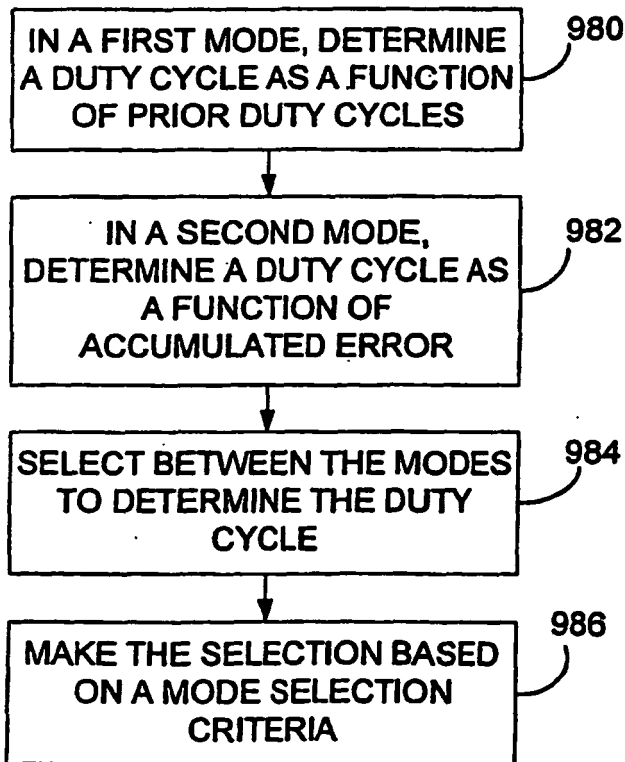 IN A FIRST MODE, DETERMINE
A DUTY CYCLE AS A FUNCTION
OF PRIOR DUTY CYCLES
980
IN A SECOND MODE,
DETERMINE A DUTY CYCLE AS
A FUNCTION OF
ACCUMULATED ERROR
982
SELECT BETWEEN THE MODES
TO DETERMINE THE DUTY
CYCLE
984
MAKE THE SELECTION BASED
ON A MODE SELECTION
CRITERIA
986